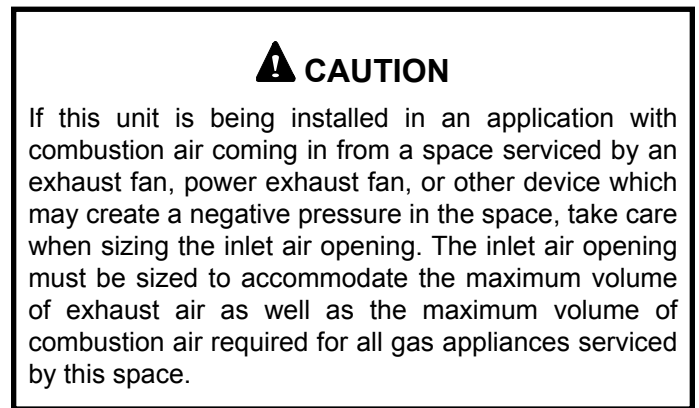 CAUTION
If this unit is being installed in an application with
combustion air coming in from a space serviced by an
exhaust fan, power exhaust fan, or other device which
may create a negative pressure in the space, take care
when sizing the inlet air opening. The inlet air opening
must be sized to accommodate the maximum volume
of exhaust air as well as the maximum volume of
combustion air required for all gas appliances serviced
by this space.